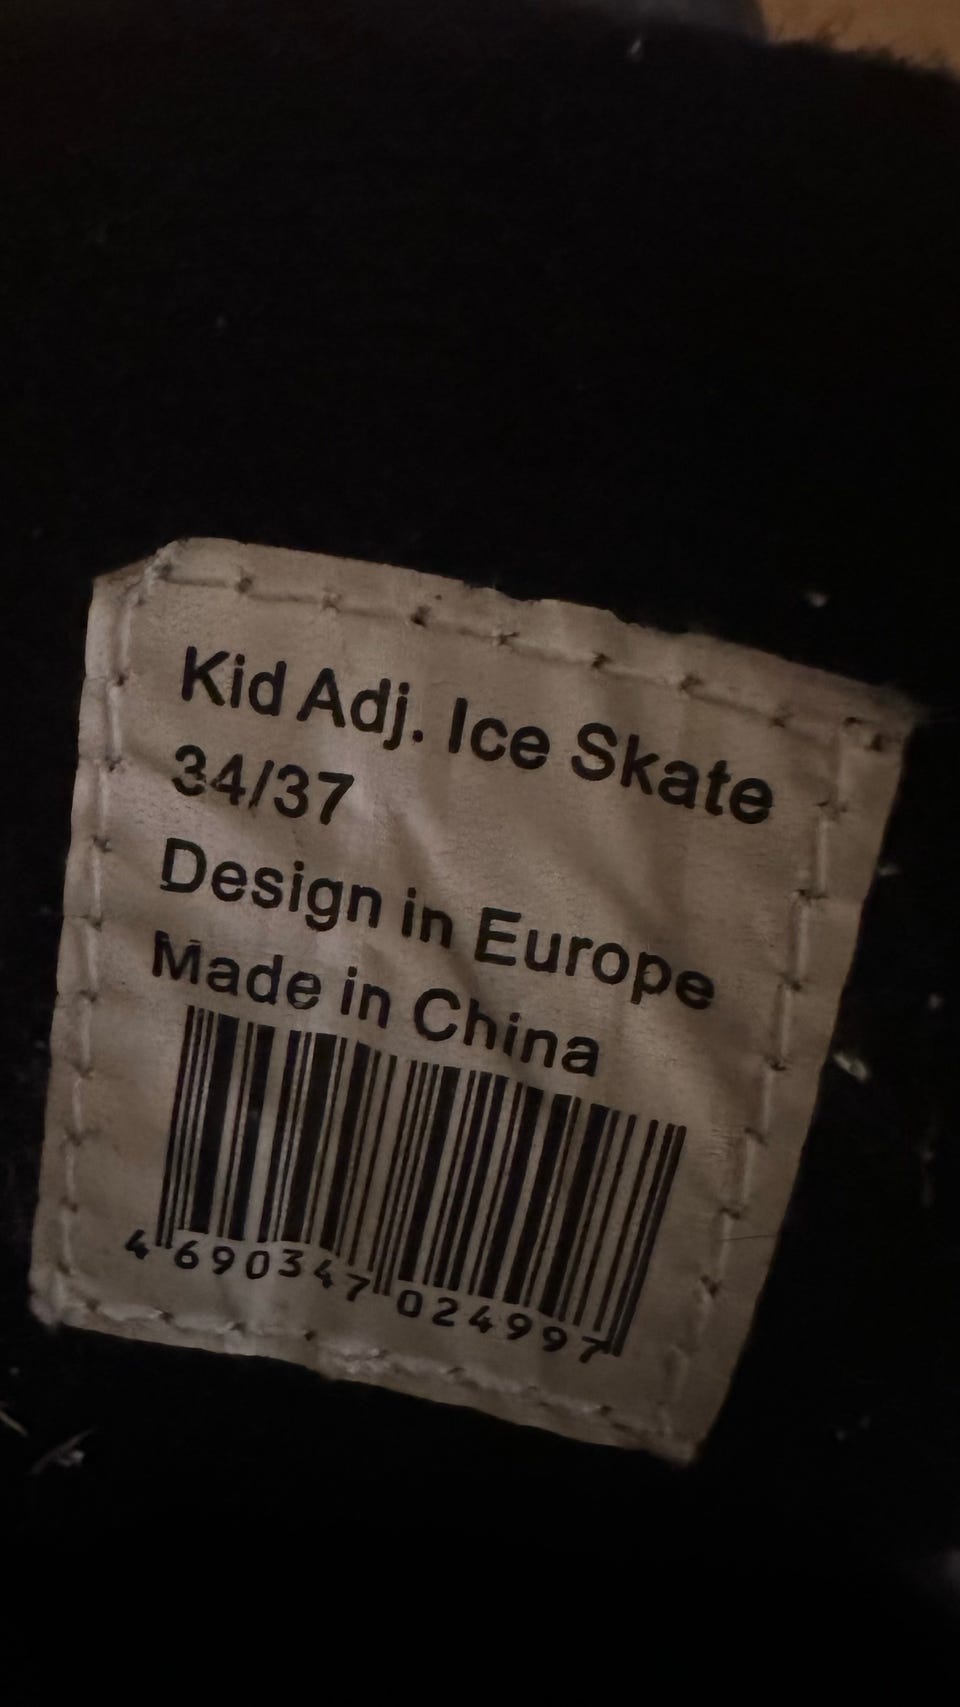 Kid Adj. Ice Skate
34/37
Design in Europe
Made in China
4 690347 024997